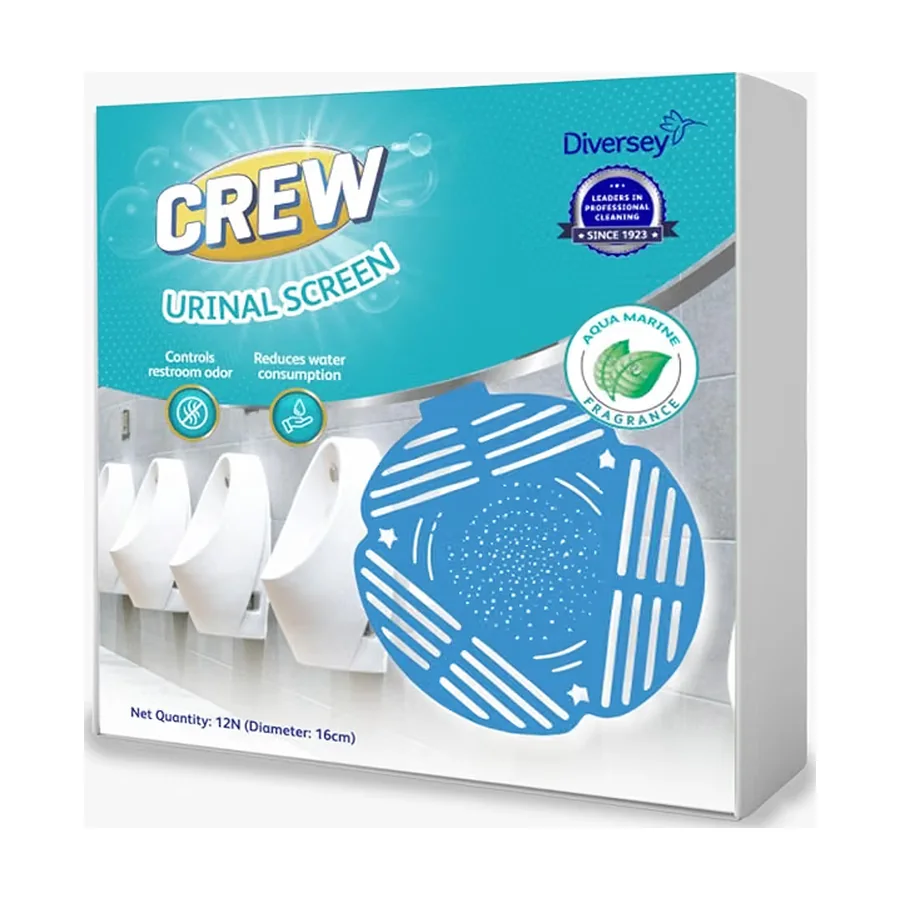 CREW
URINAL SCREEN
Controls
restroom odor
Reduces water
consumption
Diversey
LEADERS IN
PROFESSIONAL
CLEANING
SINCE 1923
AQUA MARINE
FRAGRANCE
Net Quantity: 12N (Diameter: 16cm)